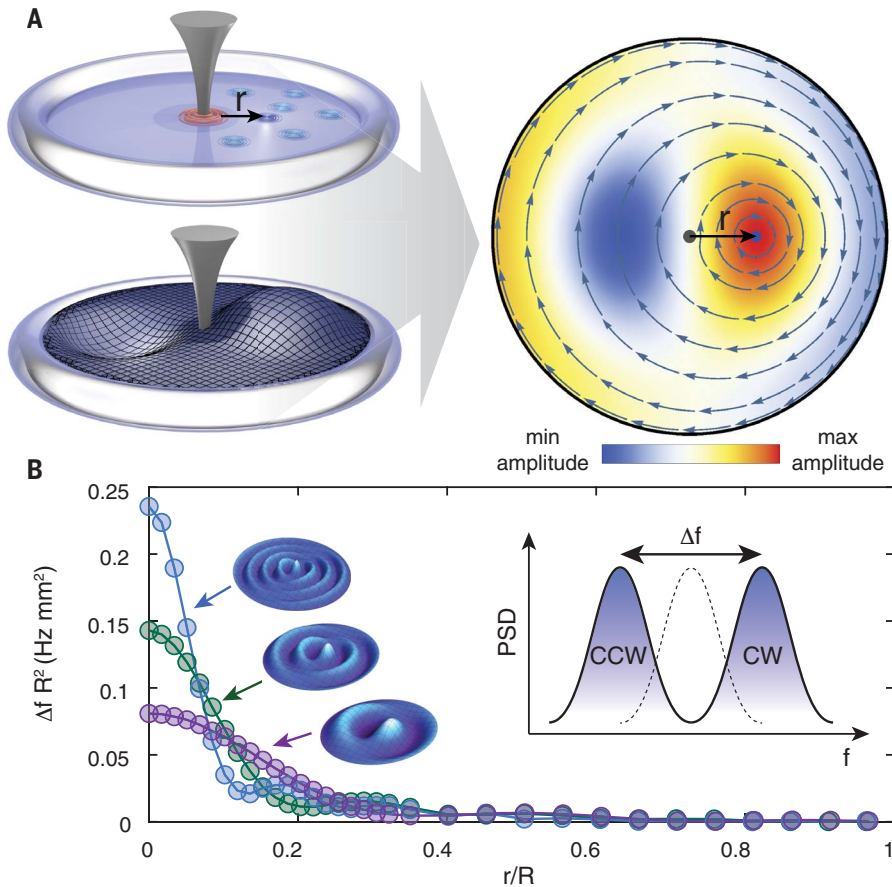 A
r
r
min
amplitude
max
amplitude
B
Δf R² (Hz mm²)
0.25
0.2
0.15
0.1
0.05
0
0
0.2
0.4
0.6
0.8
1
r/R
Δf
PSD
CCW
CW
f